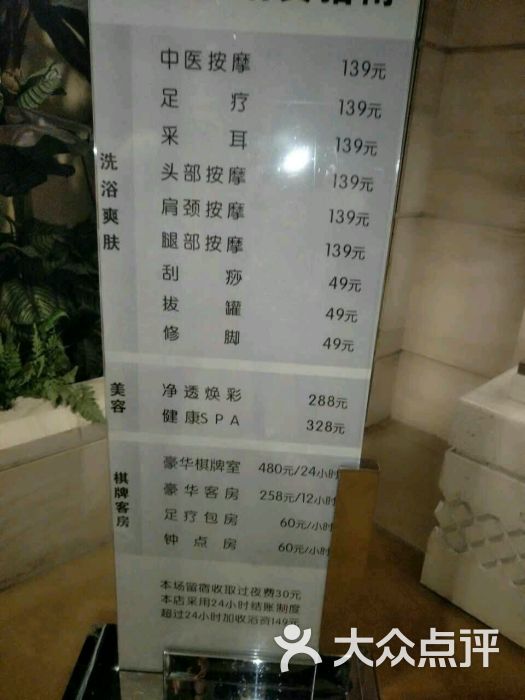 洗浴爽肤
中医按摩 139元
足疗 139元
采耳 139元
头部按摩 139元
肩颈按摩 139元
腿部按摩 139元
刮痧 49元
拔罐 49元
修脚 49元
美容
净透焕彩 288元
健康SPA 328元
棋牌客房
豪华棋牌室 480元/24小时
豪华客房 258元/12小时
足疗包房 60元/小时
钟点房 60元/小时
本场留宿收取过夜费30元
本店采用24小时结账制度
超过24小时加收浴资149元
大众点评